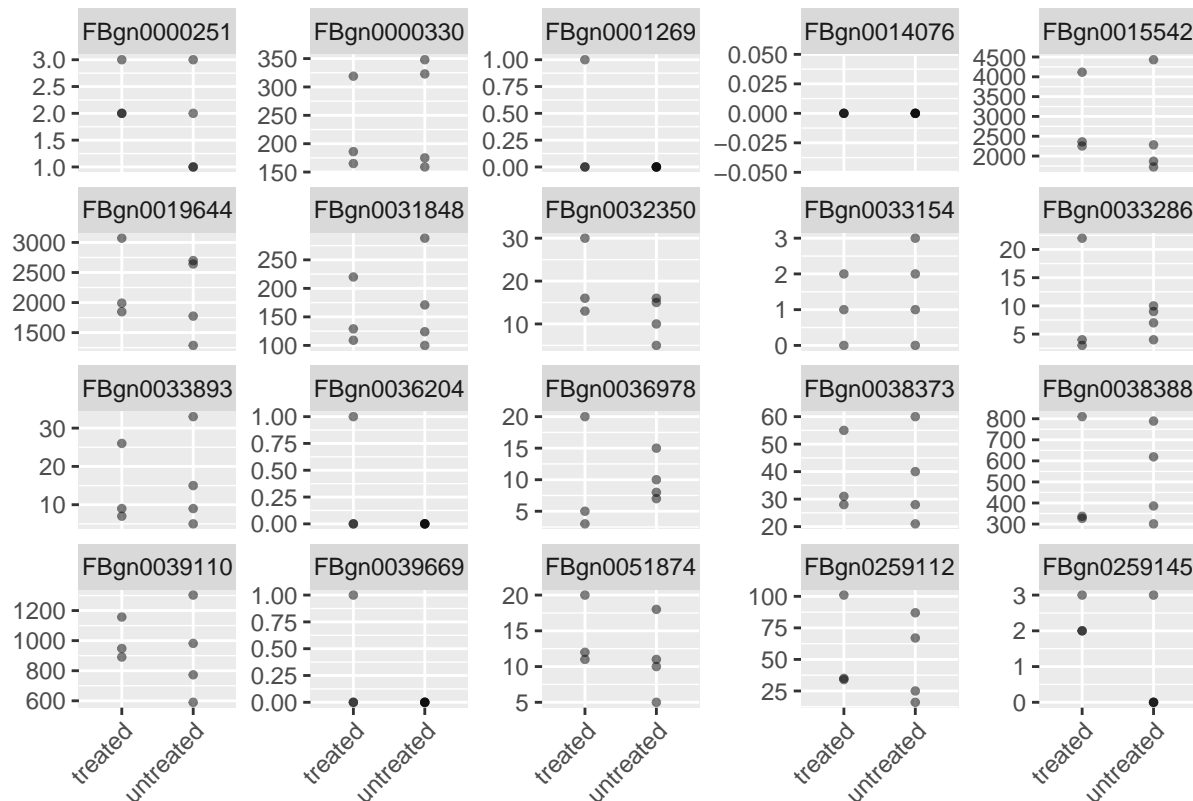 FBgn0000251 FBgn0000330 FBgn0001269 FBgn0014076 FBgn0015542
3.0 2.5 2.0 1.5 1.0
350 300 250 200 150
1.00 0.75 0.50 0.25 0.00
0.050 0.025 0.000 −0.025 −0.050
4500 4000 3500 3000 2500 2000
FBgn0019644 FBgn0031848 FBgn0032350 FBgn0033154 FBgn0033286
3000 2500 2000 1500
250 200 150 100
30 20 10
3 2 1 0
20 15 10 5
FBgn0033893 FBgn0036204 FBgn0036978 FBgn0038373 FBgn0038388
30 20 10
1.00 0.75 0.50 0.25 0.00
20 15 10 5
60 50 40 30 20
800 700 600 500 400 300
FBgn0039110 FBgn0039669 FBgn0051874 FBgn0259112 FBgn0259145
1200 1000 800 600
1.00 0.75 0.50 0.25 0.00
20 15 10 5
100 75 50 25
3 2 1 0
treated untreated treated untreated treated untreated treated untreated treated untreated